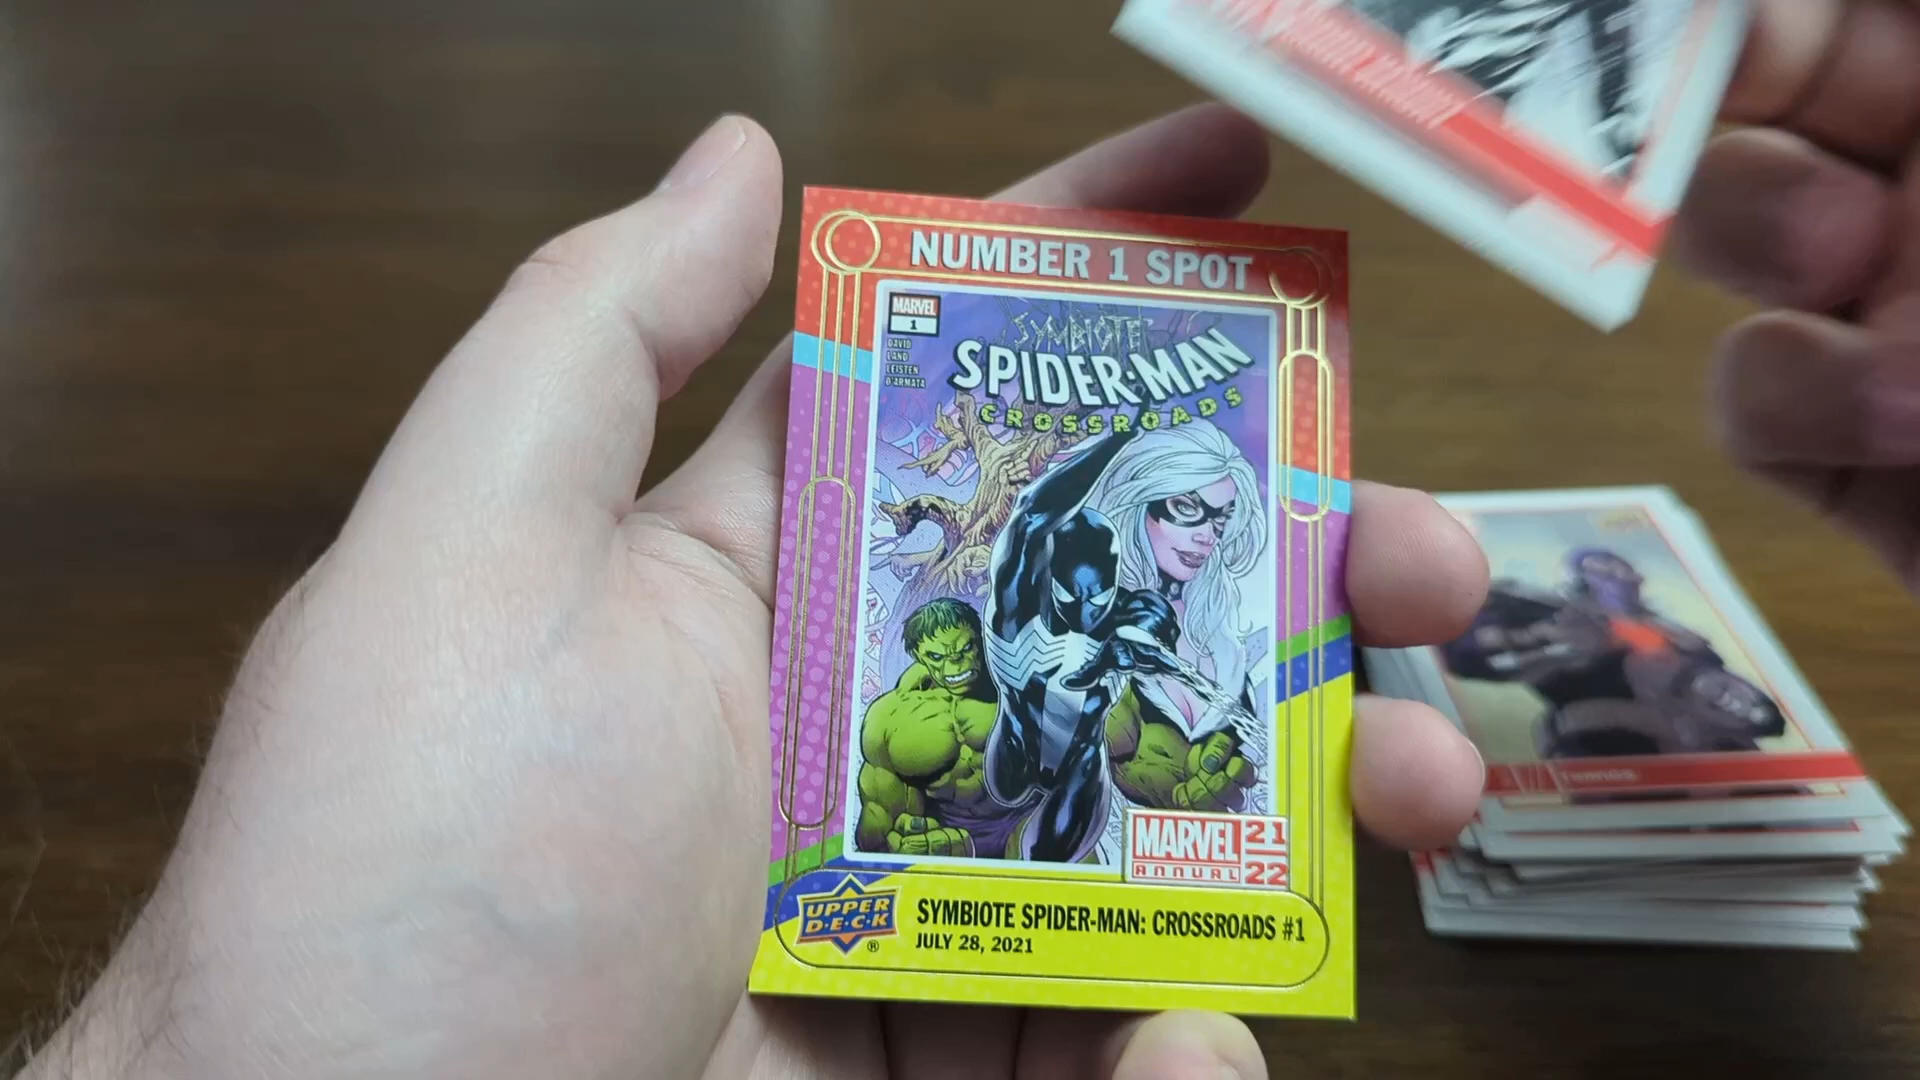 NUMBER 1 SPOT
MARVEL
1
DAVID
LAND
LEISTEN
D'ARMATA
SYMBIOTE
SPIDER-MAN
CROSSROADS
MARVEL
ANNUAL
21
22
UPPER
D·E·C·K
®
SYMBIOTE SPIDER-MAN: CROSSROADS #1
JULY 28, 2021